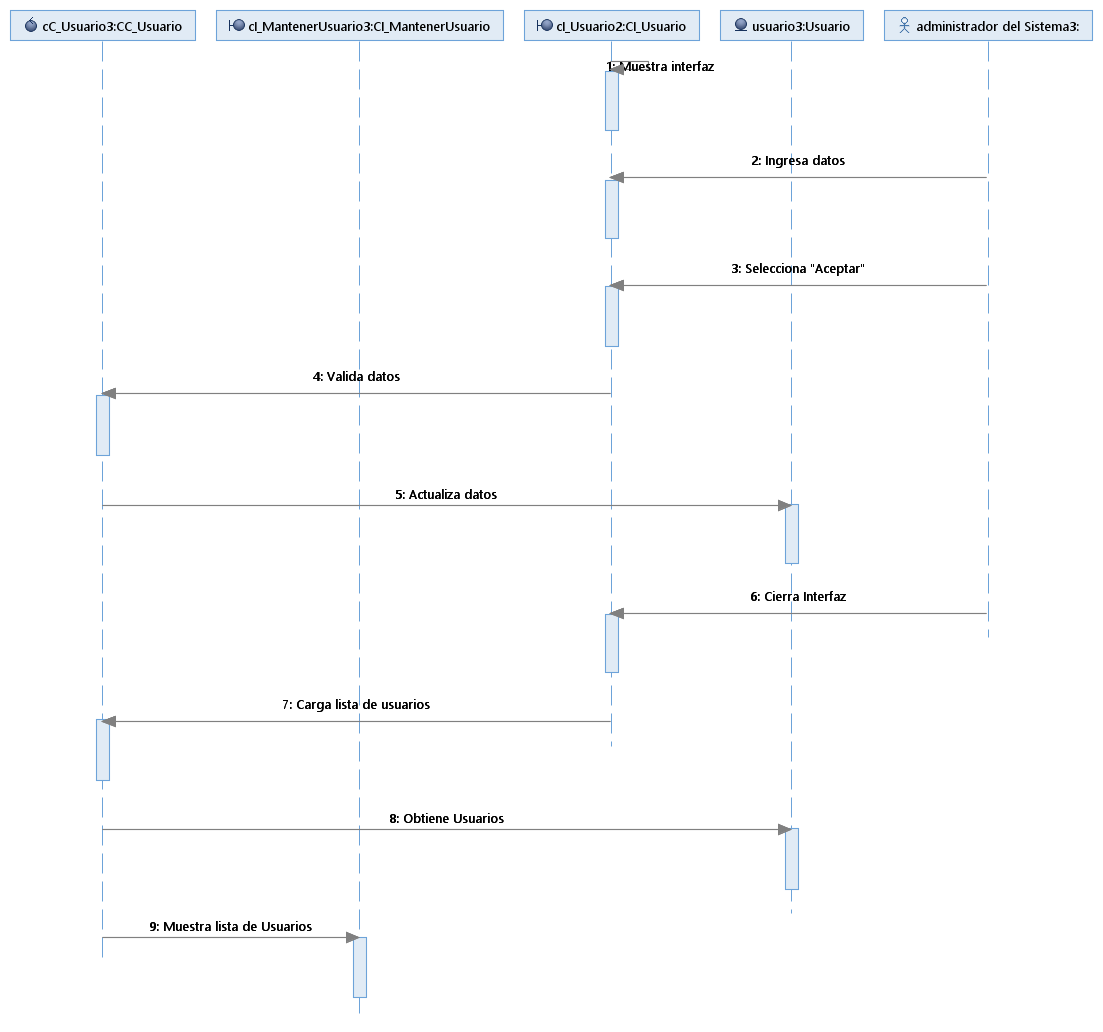 cC_Usuario3:CC_Usuario
cI_MantenerUsuario3:CI_MantenerUsuario
cI_Usuario2:CI_Usuario
usuario3:Usuario
administrador del Sistema3:
1: Muestra interfaz
2: Ingresa datos
3: Selecciona "Aceptar"
4: Valida datos
5: Actualiza datos
6: Cierra Interfaz
7: Carga lista de usuarios
8: Obtiene Usuarios
9: Muestra lista de Usuarios